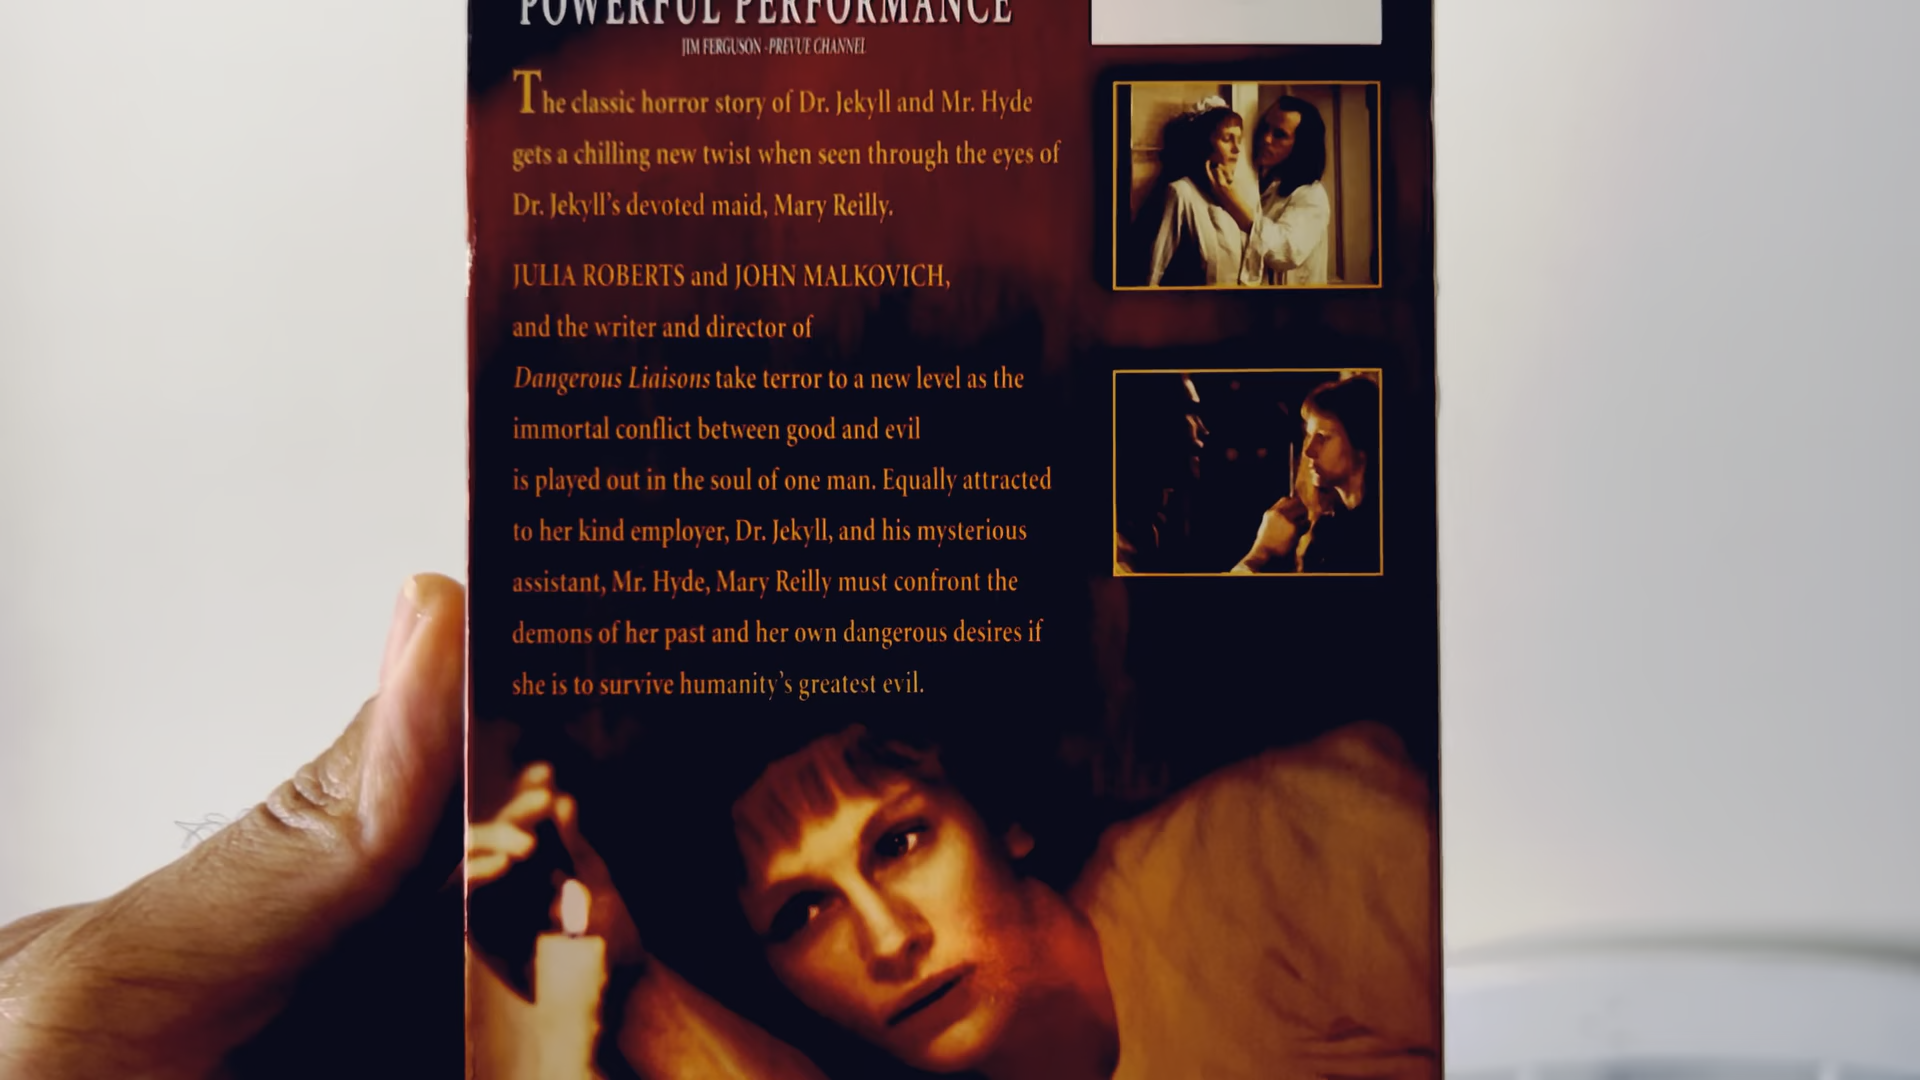 POWERFUL PERFORMANCE
JIM FERGUSON - PREVUE CHANNEL
The classic horror story of Dr. Jekyll and Mr. Hyde
gets a chilling new twist when seen through the eyes of
Dr. Jekyll's devoted maid, Mary Reilly.
JULIA ROBERTS and JOHN MALKOVICH,
and the writer and director of
Dangerous Liaisons take terror to a new level as the
immortal conflict between good and evil
is played out in the soul of one man. Equally attracted
to her kind employer, Dr. Jekyll, and his mysterious
assistant, Mr. Hyde, Mary Reilly must confront the
demons of her past and her own dangerous desires if
she is to survive humanity's greatest evil.